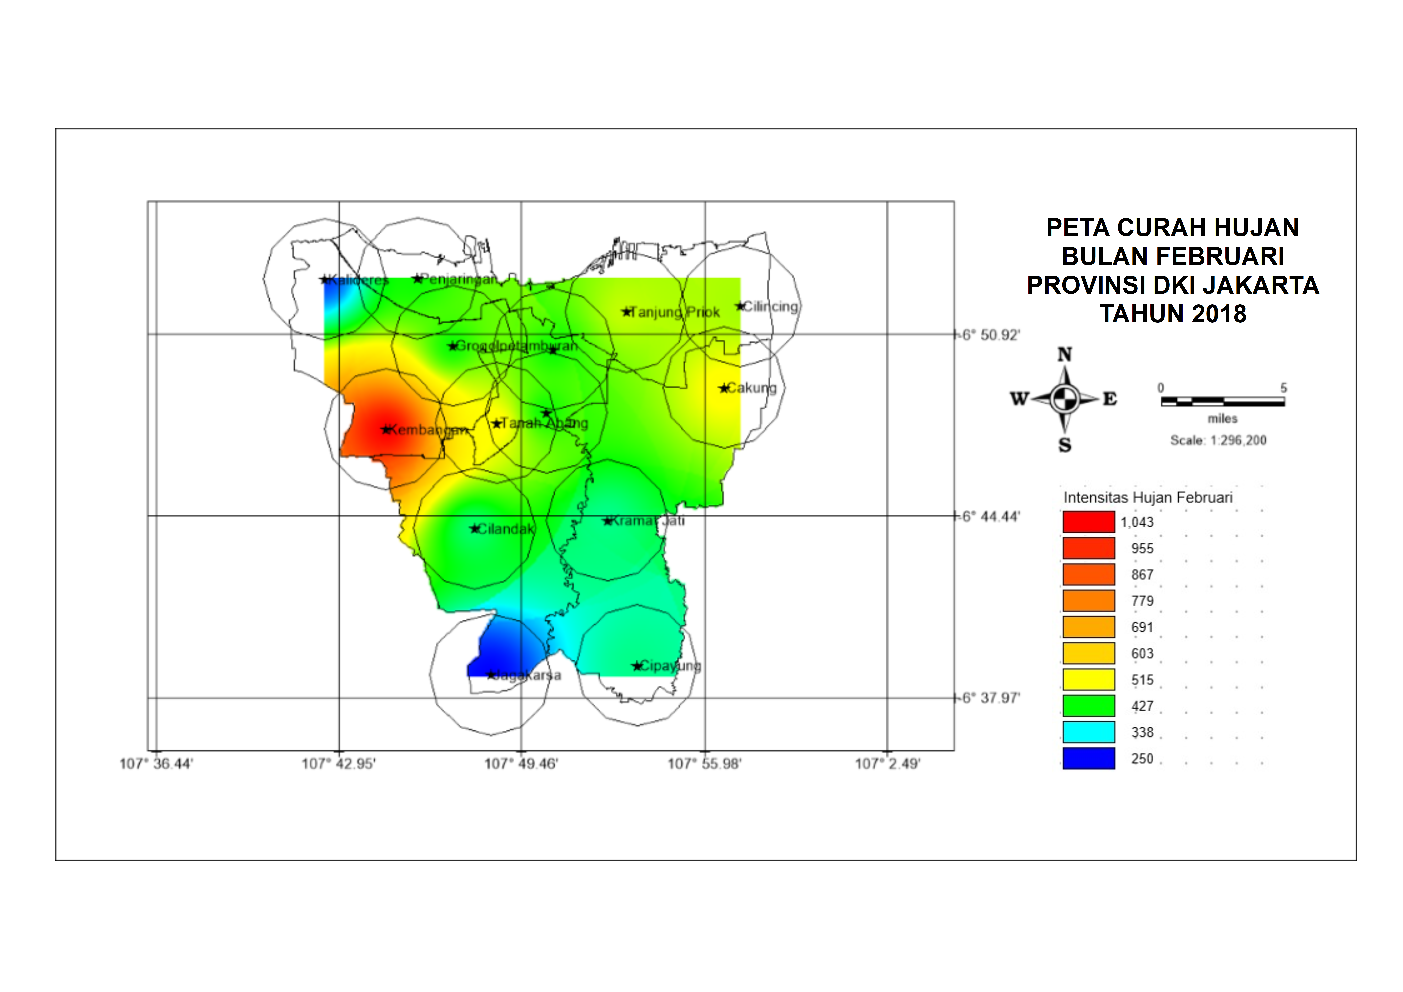 PETA CURAH HUJAN
BULAN FEBRUARI
PROVINSI DKI JAKARTA
TAHUN 2018
Kalideres
Penjaringan
Tanjung Priok
Cilincing
-6° 50.92'
Grogolpetamburan
Cakung
Kembangan
Tanah Abang
-6° 44.44'
Cilandak
Kramat Jati
Cipayung
Jagakarsa
-6° 37.97'
107° 36.44'
107° 42.95'
107° 49.46'
107° 55.98'
107° 2.49'
N
W E
S
0 5
miles
Scale: 1:296,200
Intensitas Hujan Februari
1,043
955
867
779
691
603
515
427
338
250